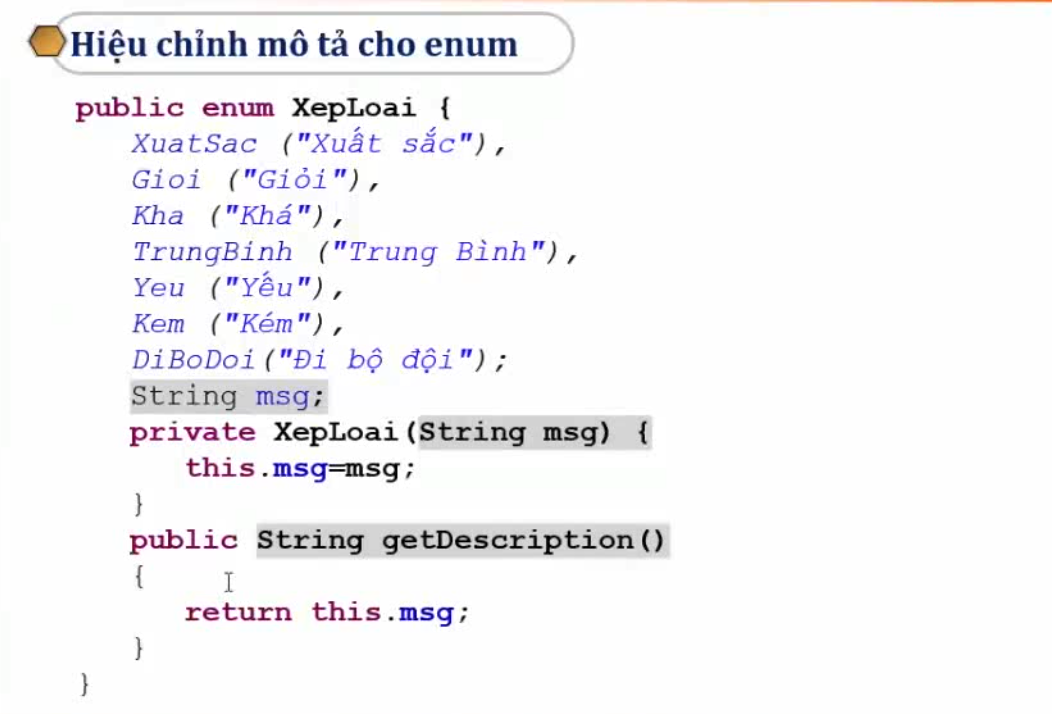 Hiệu chỉnh mô tả cho enum
public enum XepLoai {
XuatSac ("Xuất sắc"),
Gioi ("Giỏi"),
Kha ("Khá"),
TrungBinh ("Trung Bình"),
Yeu ("Yếu"),
Kem ("Kém"),
DiBoDoi("Đi bộ đội");
String msg;
private XepLoai(String msg) {
this.msg=msg;
}
public String getDescription()
{
return this.msg;
}
}